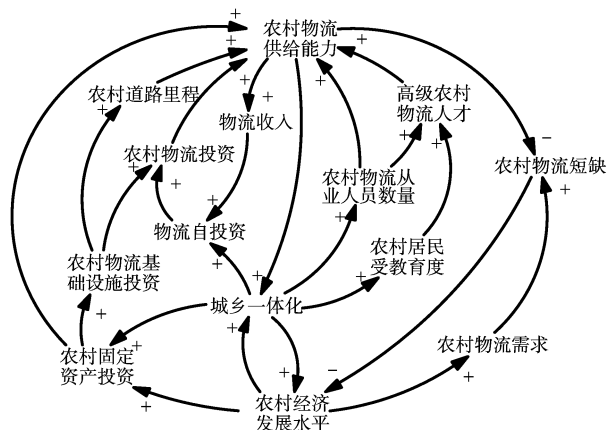 农村物流
供给能力
农村道路里程
高级农村
物流人才
物流收入
农村物流投资
农村物流短缺
农村物流从
业人员数量
物流自投资
农村居民
受教育度
农村物流基
础设施投资
城乡一体化
农村物流需求
农村固定
资产投资
农村经济
发展水平